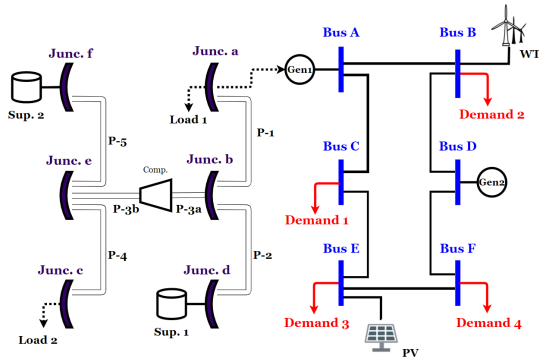 Bus A
Bus B
Junc. f
Junc. a
WT
Gen1
Sup. 2
Load 1
Demand 2
P-5
P-1
Junc. e
Junc. b
Bus C
Bus D
Comp.
Gen2
P-3b
P-3a
Demand 1
Junc. c
P-4
Junc. d
P-2
Bus E
Bus F
Sup. 1
Demand 3
Demand 4
Load 2
PV